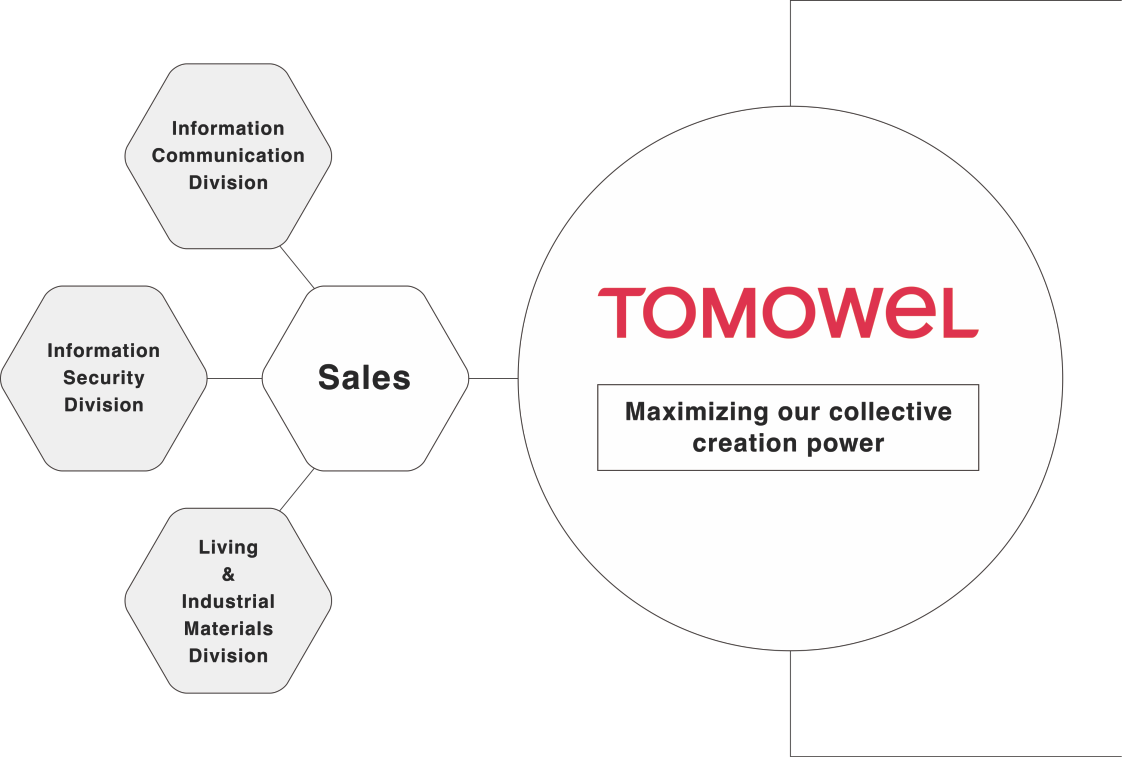 Information
Communication
Division
Information
Security
Division
Sales
Living
&
Industrial
Materials
Division
TOMOWEL
Maximizing our collective
creation power